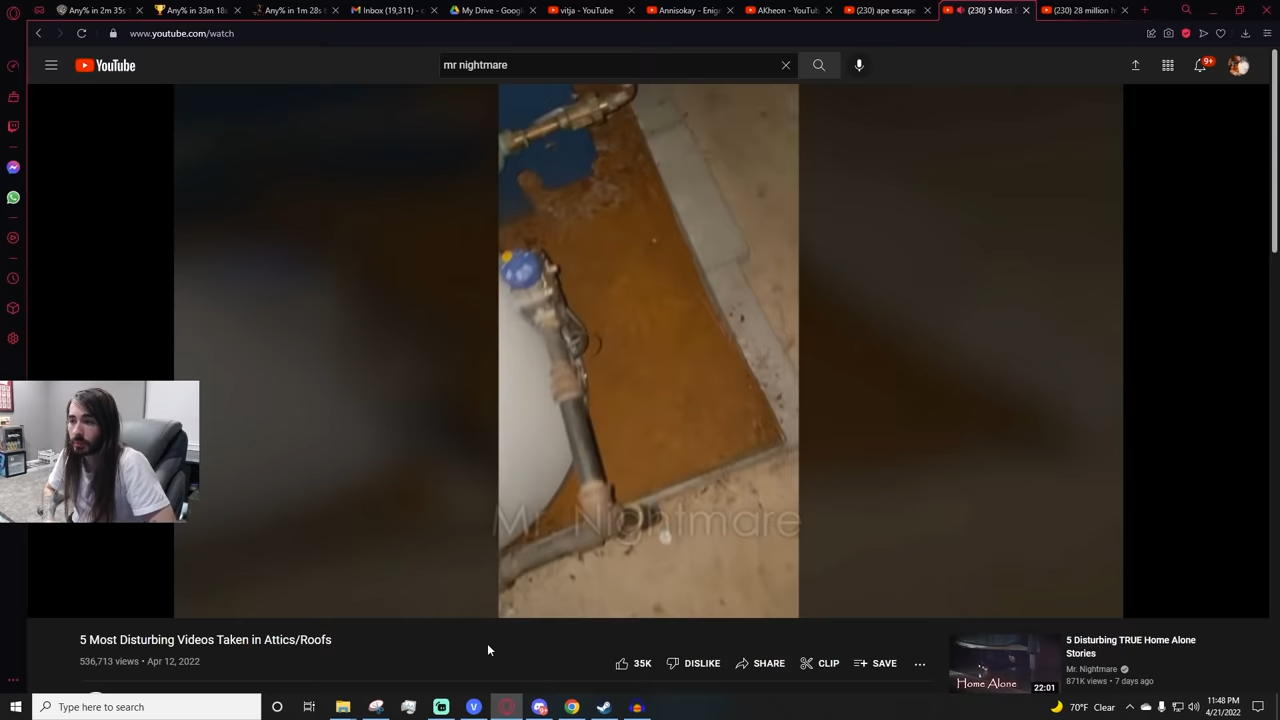 Any% in 2m 35s
Any% in 33m 18s
Any% in 1m 28s
Inbox (19,311) - c
My Drive - Google
vitja - YouTube
Annisokay - Enigm
AKheon - YouTub
(230) ape escape
(230) 5 Most
(230) 28 million h
www.youtube.com/watch
YouTube
mr nightmare
9+
Mr. Nightmare
5 Most Disturbing Videos Taken in Attics/Roofs
536,713 views • Apr 12, 2022
35K
DISLIKE
SHARE
CLIP
SAVE
5 Disturbing TRUE Home Alone
Stories
Mr. Nightmare
871K views • 7 days ago
Home Alone
22:01
Type here to search
70°F Clear
11:48 PM
4/21/2022